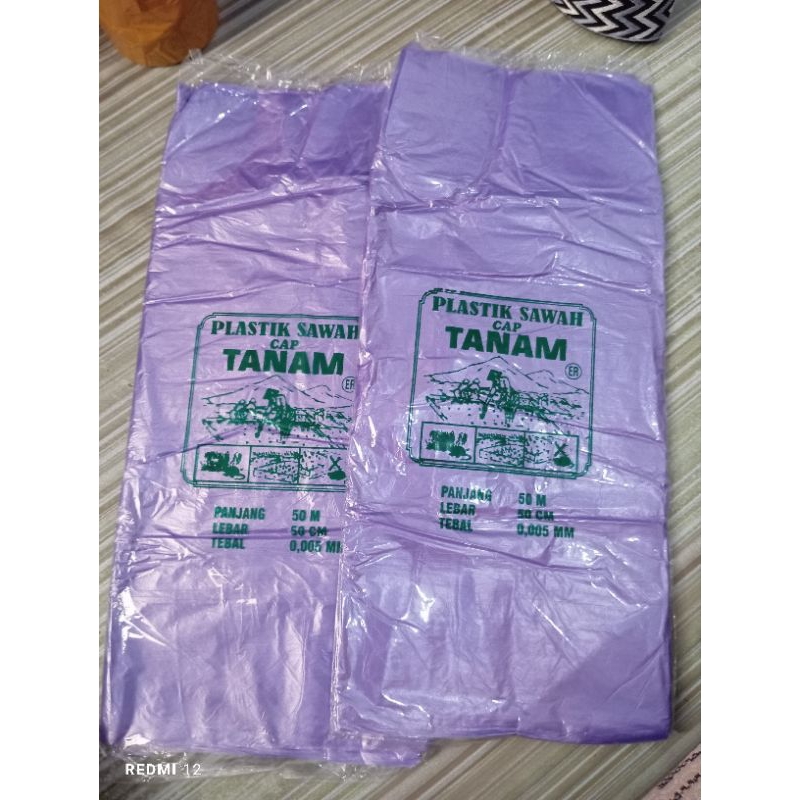 PLASTIK SAWAH
CAP
TANAM
ER
PANJANG 50 M
LEBAR 50 CM
TEBAL 0,005 MM
PLASTIK SAWAH
CAP
TANAM
ER
PANJANG 50 M
LEBAR 50 CM
TEBAL 0,005 MM
REDMI 12